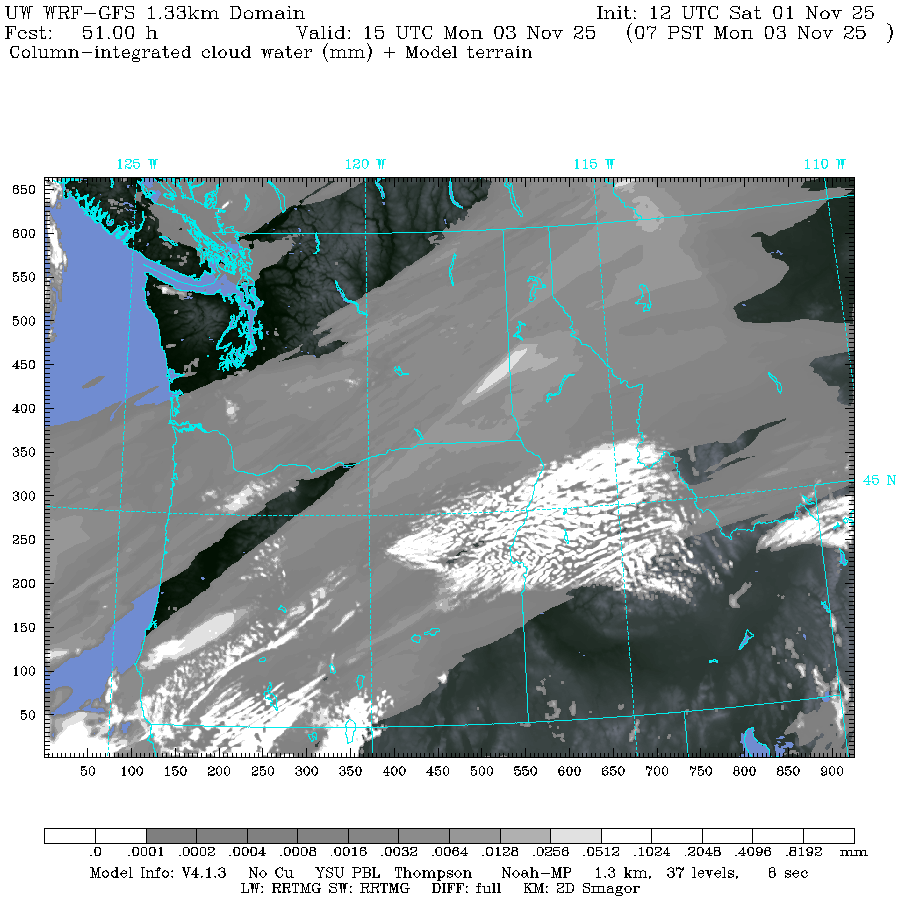 UW WRF-GFS 1.33km Domain Init: 12 UTC Sat 01 Nov 25
Fcst: 51.00 h Valid: 15 UTC Mon 03 Nov 25 (07 PST Mon 03 Nov 25 )
Column-integrated cloud water (mm) + Model terrain
125 W 120 W 115 W 110 W
650
600
550
500
450
400
350
300
250
200
150
100
50
45 N
50 100 150 200 250 300 350 400 450 500 550 600 650 700 750 800 850 900
.0 .0001 .0002 .0004 .0008 .0016 .0032 .0064 .0128 .0256 .0512 .1024 .2048 .4096 .8192 mm
Model Info: V4.1.3 No Cu YSU PBL Thompson Noah-MP 1.3 km, 37 levels, 8 sec
LW: RRTMG SW: RRTMG DIFF: full KM: 2D Smagor